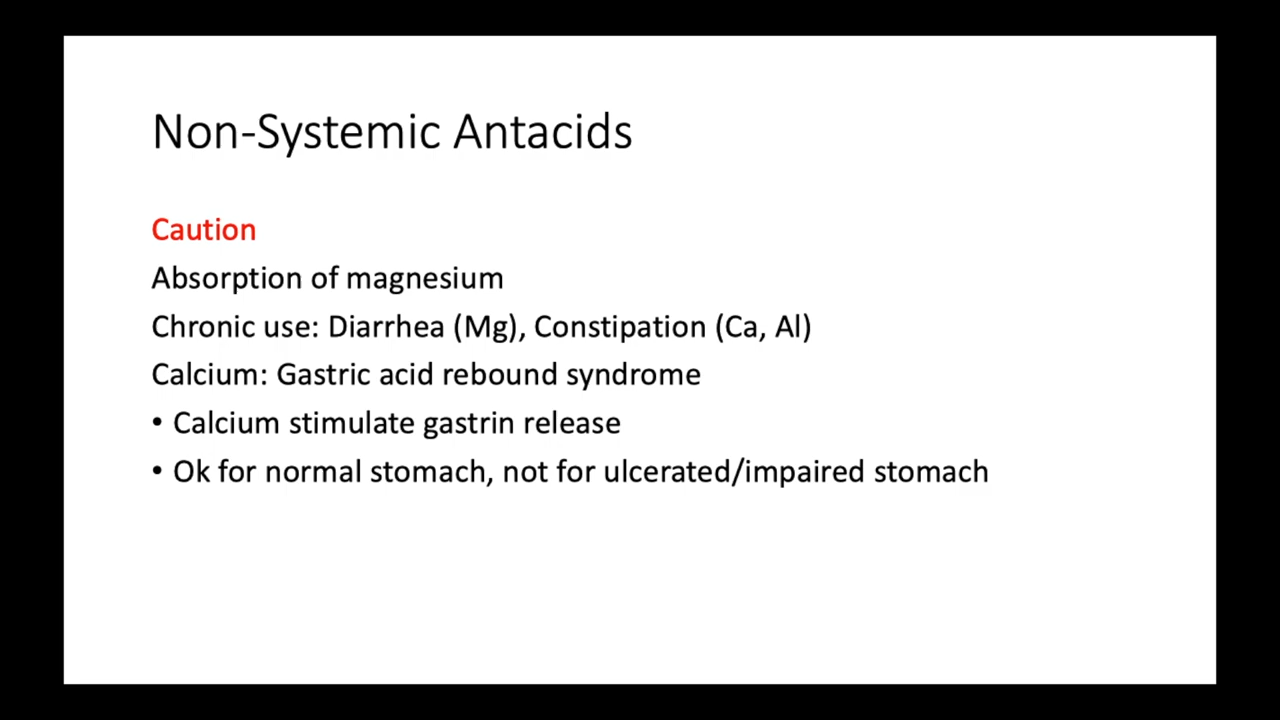 Non-Systemic Antacids
Caution
Absorption of magnesium
Chronic use: Diarrhea (Mg), Constipation (Ca, Al)
Calcium: Gastric acid rebound syndrome
• Calcium stimulate gastrin release
• Ok for normal stomach, not for ulcerated/impaired stomach